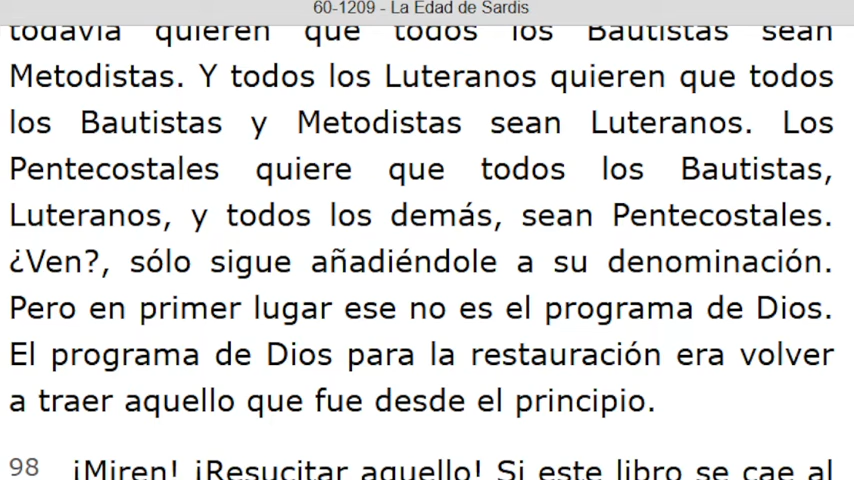 60-1209 - La Edad de Sardis
todavía quieren que todos los Bautistas sean
Metodistas. Y todos los Luteranos quieren que todos
los Bautistas y Metodistas sean Luteranos. Los
Pentecostales quiere que todos los Bautistas,
Luteranos, y todos los demás, sean Pentecostales.
¿Ven?, sólo sigue añadiéndole a su denominación.
Pero en primer lugar ese no es el programa de Dios.
El programa de Dios para la restauración era volver
a traer aquello que fue desde el principio.
98 ¡Miren! ¡Resucitar aquello! Si este libro se cae al